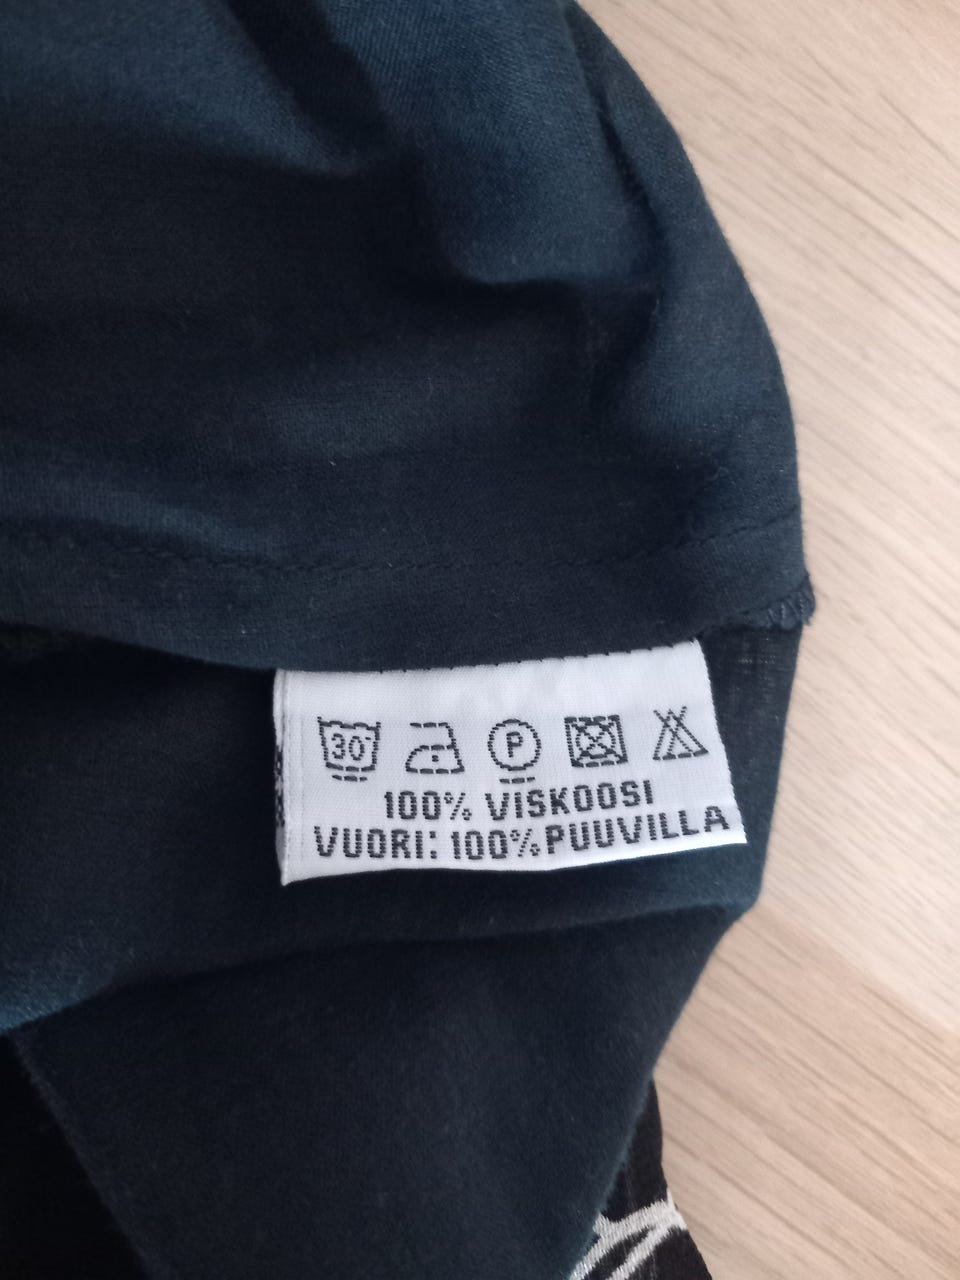 30°
P
100% VISKOOSI
VUORI: 100% PUUVILLA